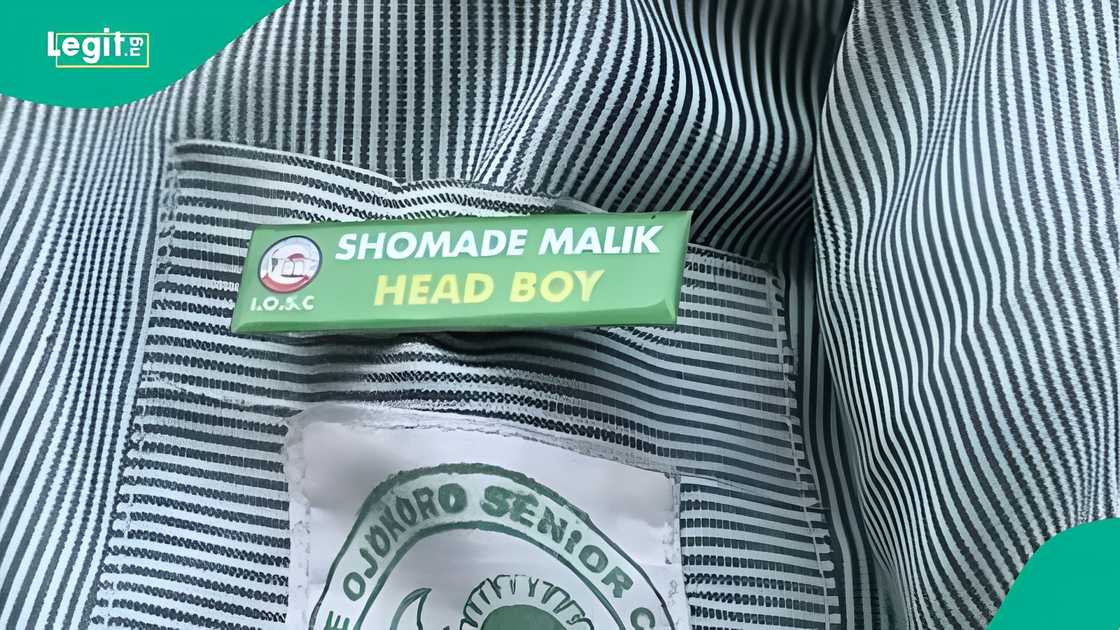 Legit.ng
SHOMADE MALIK
HEAD BOY
I.O.S.C
OJOKORO SENIOR